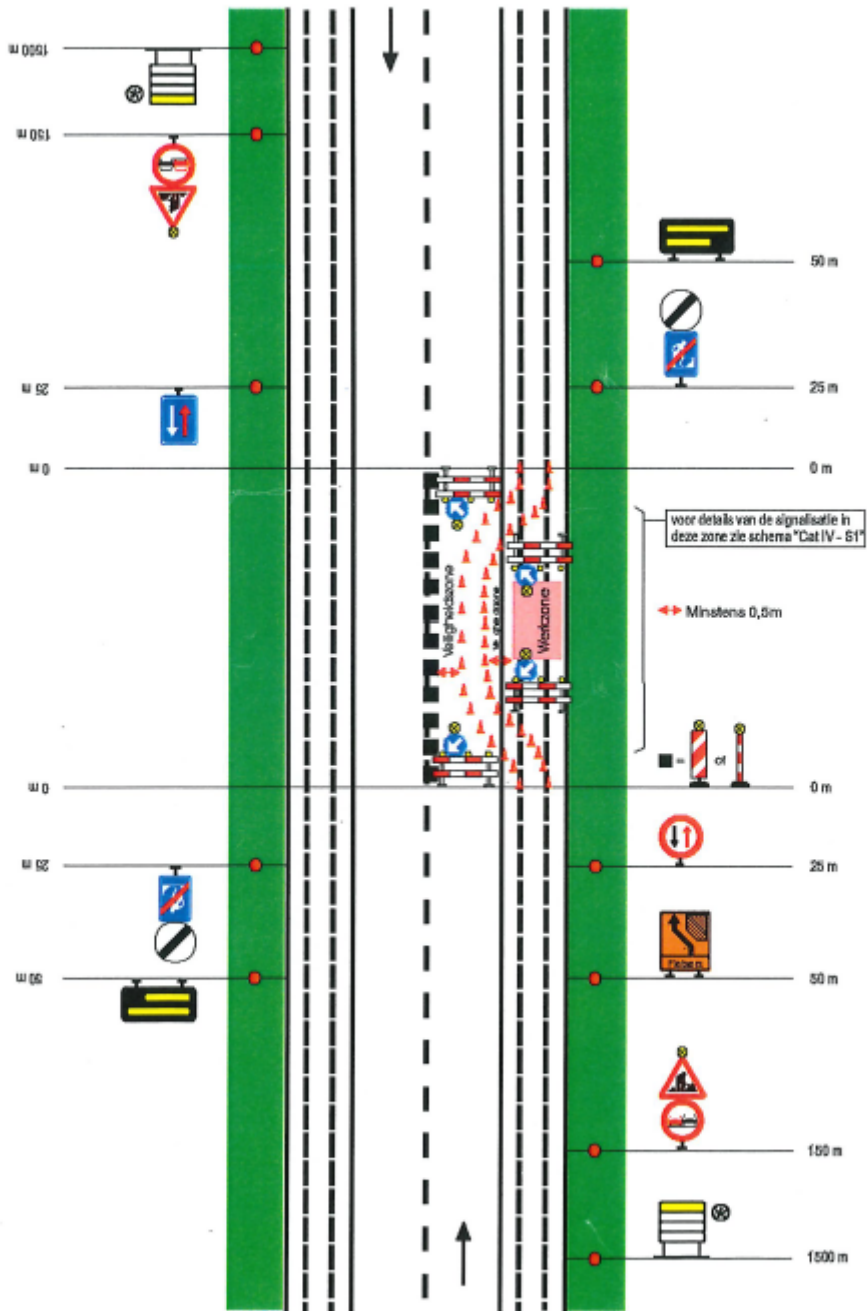 1500 m
150 m
50 m
25 m
25 m
0 m
0 m
voor details van de signalisatie in
deze zone zie schema "Cat IV - S1"
Veiligheidszone
Werkzone
Minstens 0,5m
= of
0 m
0 m
25 m
25 m
Fietsers
50 m
50 m
150 m
1500 m